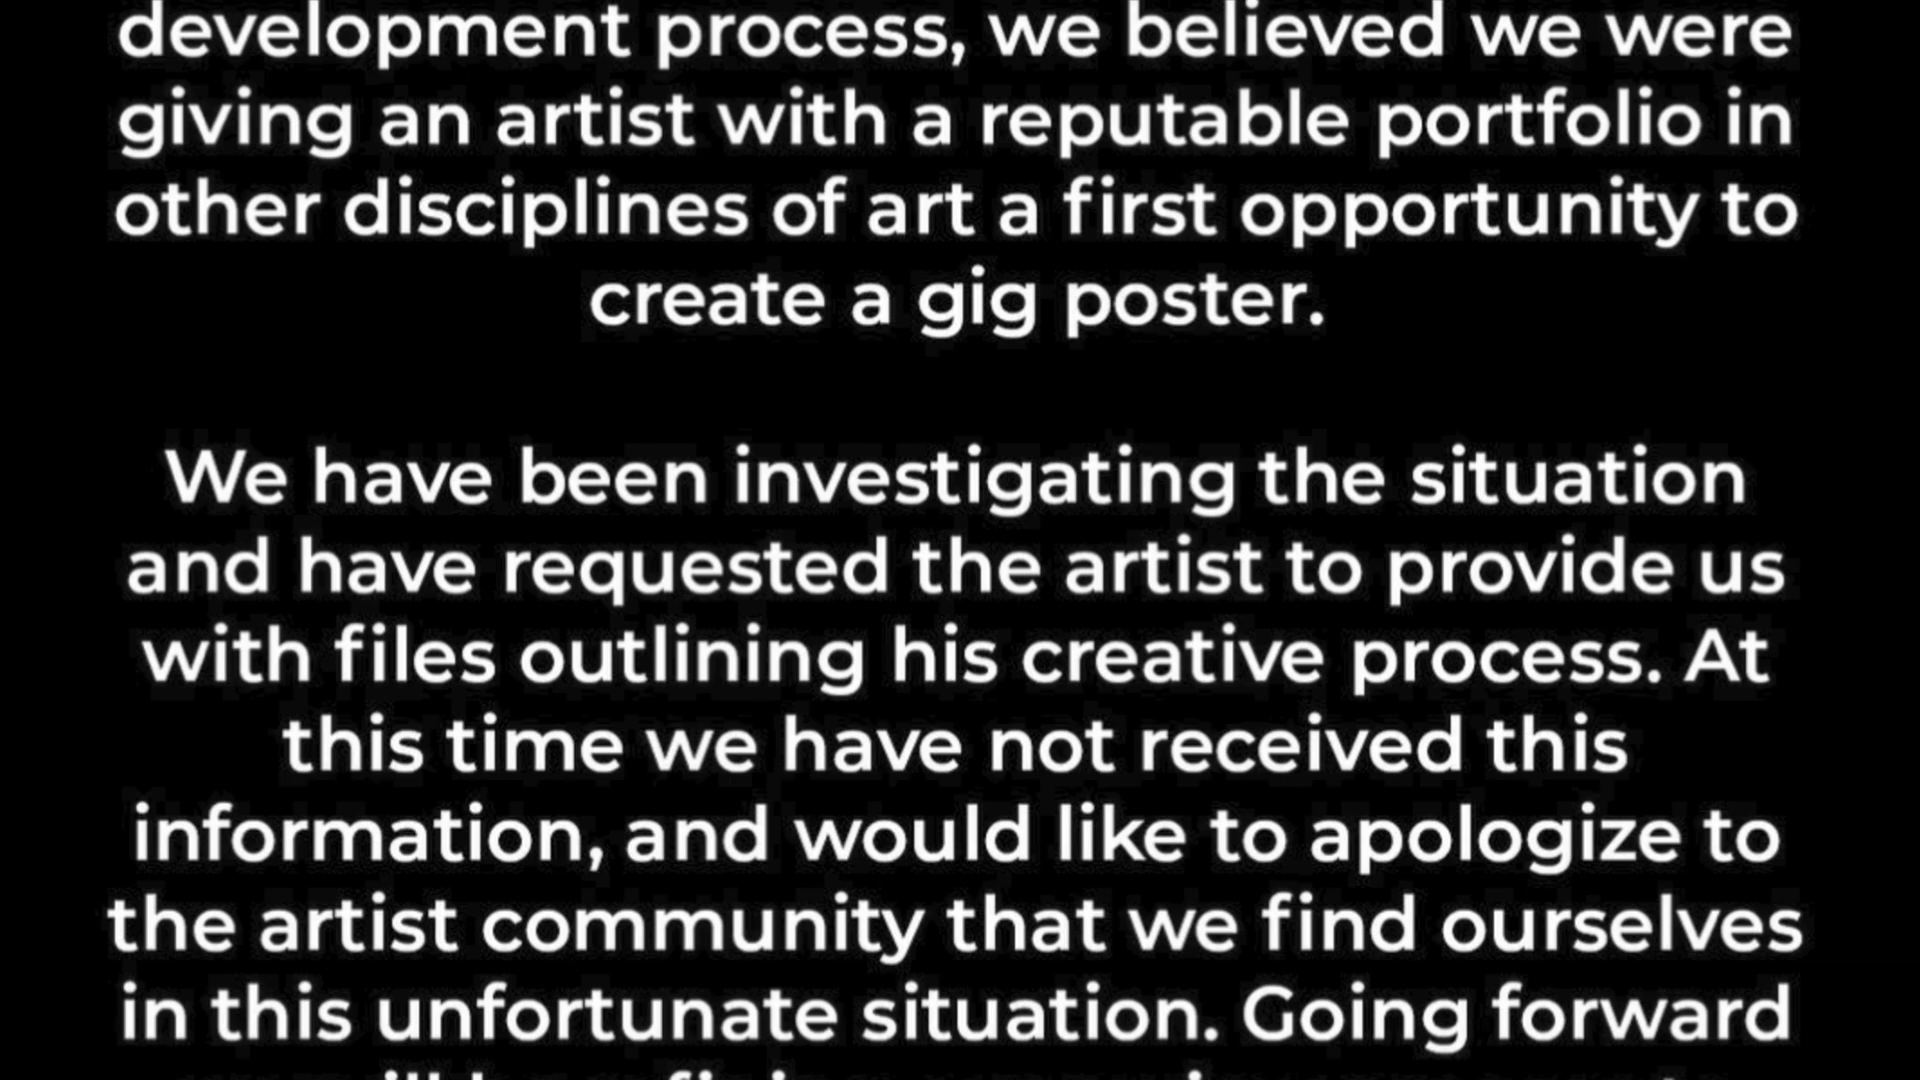 development process, we believed we were
giving an artist with a reputable portfolio in
other disciplines of art a first opportunity to
create a gig poster.
We have been investigating the situation
and have requested the artist to provide us
with files outlining his creative process. At
this time we have not received this
information, and would like to apologize to
the artist community that we find ourselves
in this unfortunate situation. Going forward